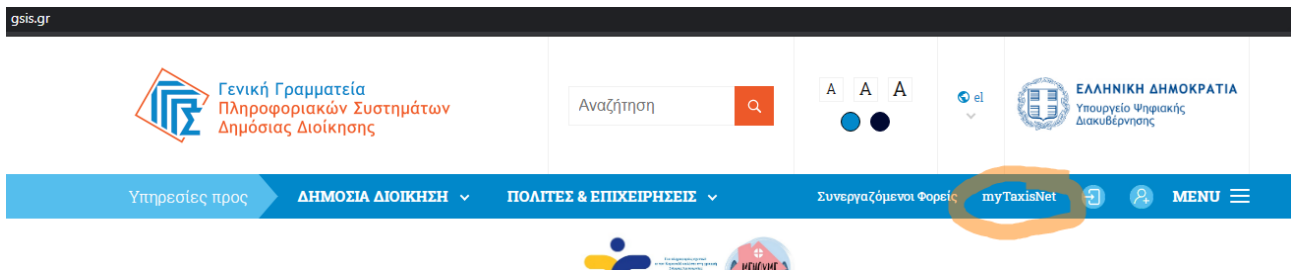 gsis.gr
Γενική Γραμματεία
Πληροφοριακών Συστημάτων
Δημόσιας Διοίκησης
Αναζήτηση
A A A
el
ΕΛΛΗΝΙΚΗ ΔΗΜΟΚΡΑΤΙΑ
Υπουργείο Ψηφιακής
Διακυβέρνησης
Υπηρεσίες προς ΔΗΜΟΣΙΑ ΔΙΟΙΚΗΣΗ ΠΟΛΙΤΕΣ & ΕΠΙΧΕΙΡΗΣΕΙΣ Συνεργαζόμενοι Φορείς myTaxisNet MENU